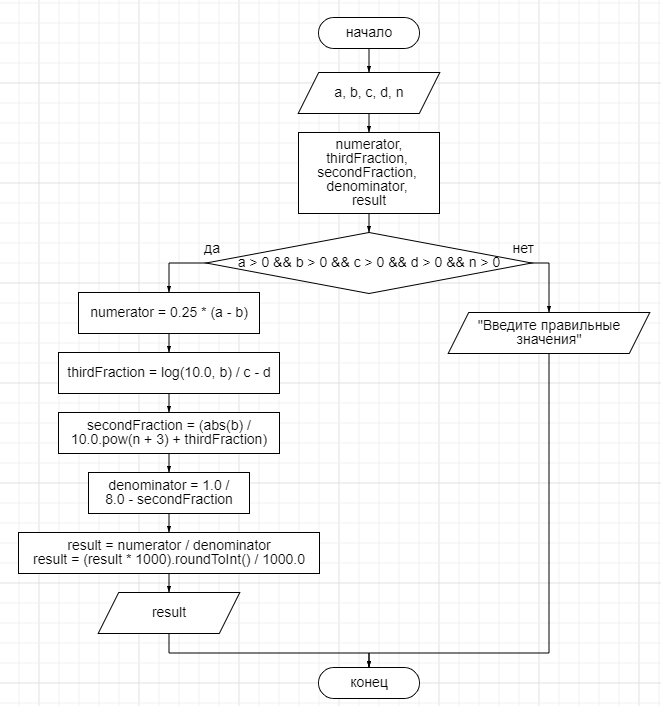 начало
a, b, c, d, n
numerator,
thirdFraction,
secondFraction,
denominator,
result
да
нет
a > 0 && b > 0 && c > 0 && d > 0 && n > 0
numerator = 0.25 * (a - b)
"Введите правильные
значения"
thirdFraction = log(10.0, b) / c - d
secondFraction = (abs(b) /
10.0.pow(n + 3) + thirdFraction)
denominator = 1.0 /
8.0 - secondFraction
result = numerator / denominator
result = (result * 1000).roundToInt() / 1000.0
result
конец